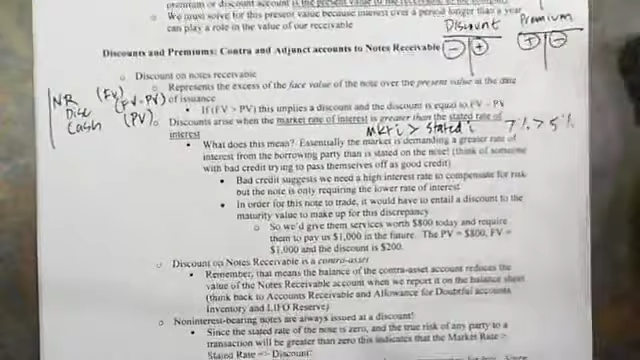 premium or discount account is the present value to the receivable
We must solve for this present value because interest over a period longer than a year
can play a role in the value of our receivable
Discount
Premium
Discounts and Premiums: Contra and Adjunct accounts to Notes Receivable
- +
+ -
Discount on notes receivable
NR (FV)
Disc (FV-PV)
Cash (PV)
Represents the excess of the face value of the note over the present value at the date
of issuance
If (FV > PV) this implies a discount and the discount is equal to FV - PV
Discounts arise when the market rate of interest is greater than the stated rate of
interest
mkt i > stated i 7% > 5%
What does this mean? Essentially the market is demanding a greater rate of
interest from the borrowing party than is stated on the note! (think of someone
with bad credit trying to pass themselves off as good credit)
Bad credit suggests we need a high interest rate to compensate for risk
but the note is only requiring the lower rate of interest
In order for this note to trade, it would have to entail a discount to the
maturity value to make up for this discrepancy
So we'd give them services worth $800 today and require
them to pay us $1,000 in the future. The PV = $800, FV =
$1,000 and the discount is $200.
Discount on Notes Receivable is a contra-asset
Remember, that means the balance of the contra-asset account reduces the
value of the Notes Receivable account when we report it on the balance sheet
(think back to Accounts Receivable and Allowance for Doubtful accounts,
Inventory and LIFO Reserve)
Noninterest-bearing notes are always issued at a discount!
Since the stated rate of the note is zero, and the true risk of any party to a
transaction will be greater than zero this indicates that the Market Rate >
Stated Rate => Discount!